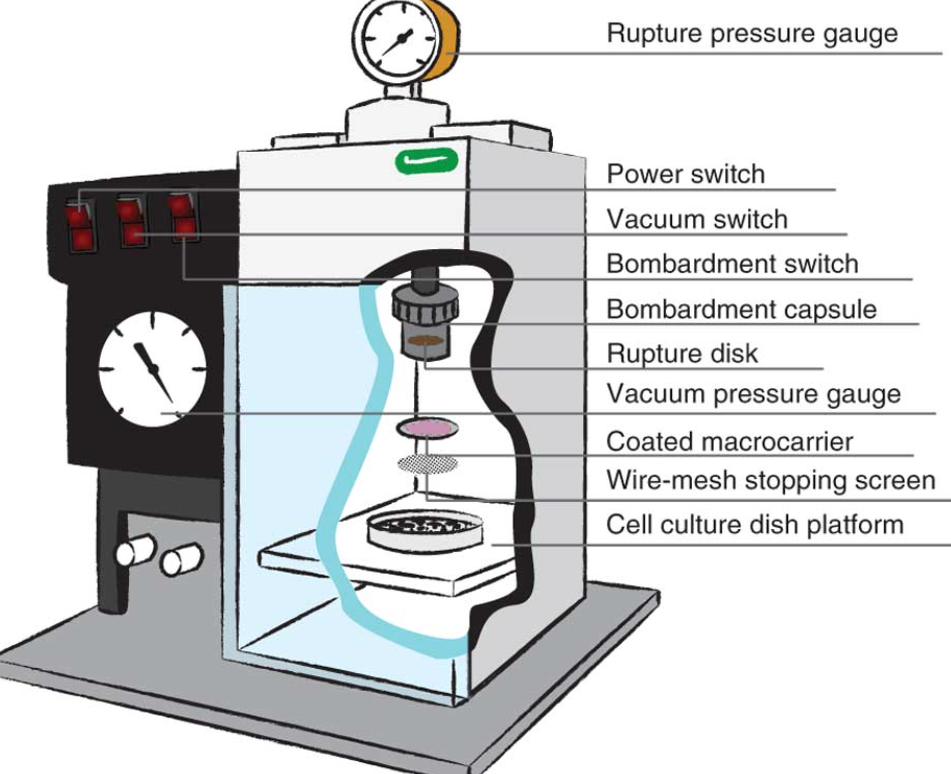 Rupture pressure gauge
Power switch
Vacuum switch
Bombardment switch
Bombardment capsule
Rupture disk
Vacuum pressure gauge
Coated macrocarrier
Wire-mesh stopping screen
Cell culture dish platform